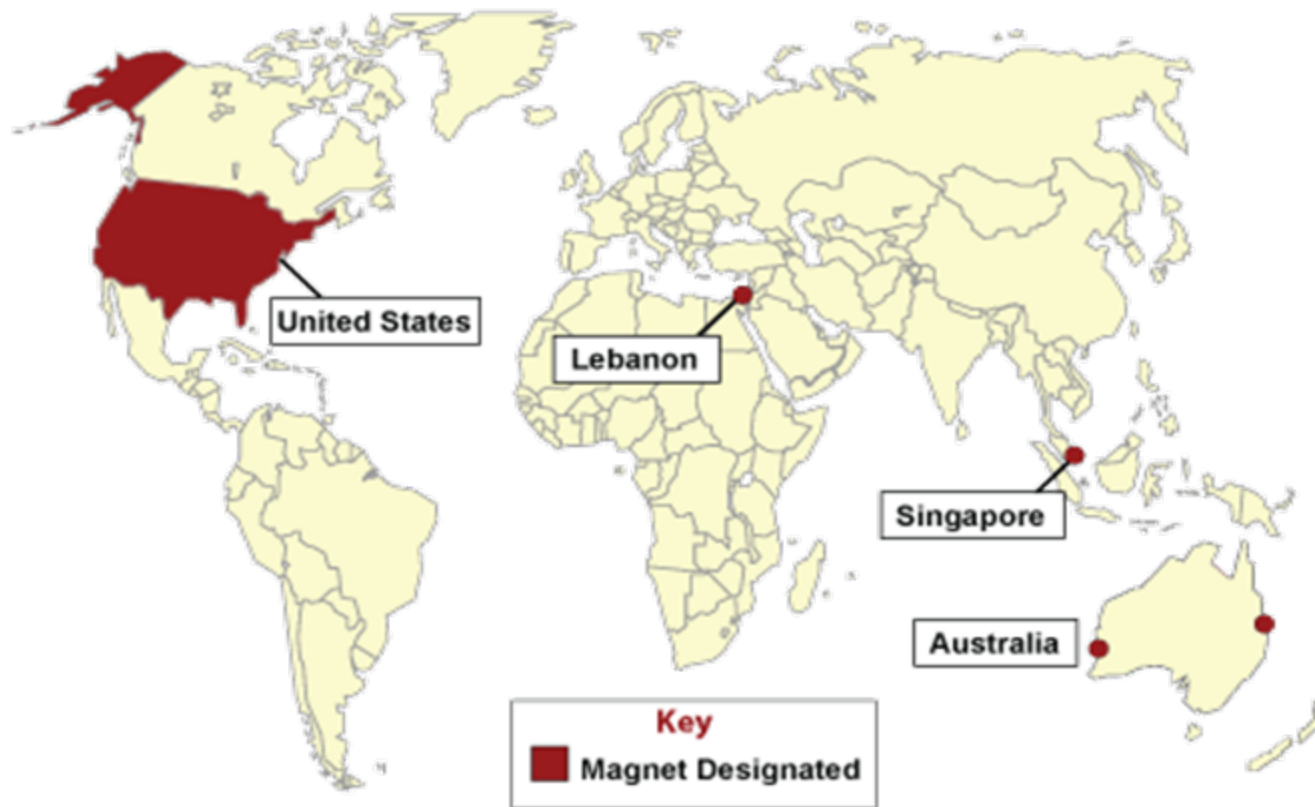 United States
Lebanon
Singapore
Australia
Key
Magnet Designated